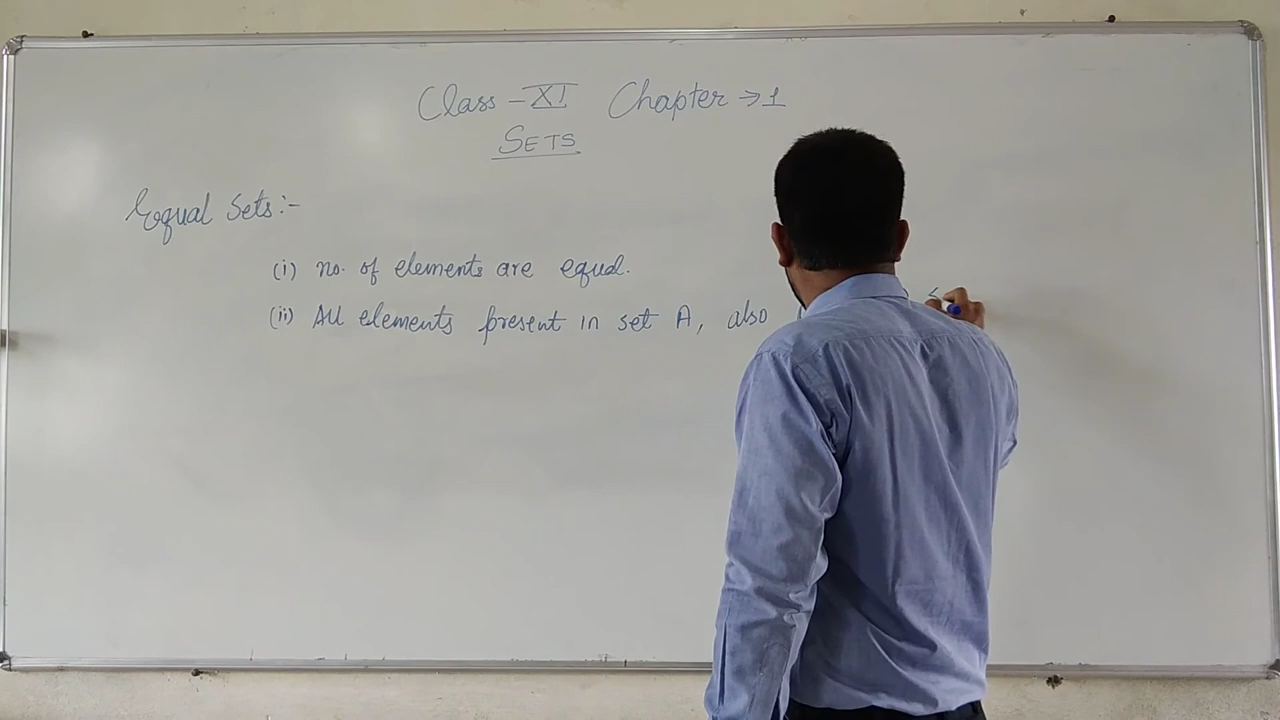 Class - XI Chapter → 1
SETS
Equal Sets :-
(i) no. of elements are equal.
(ii) All elements present in set A, also